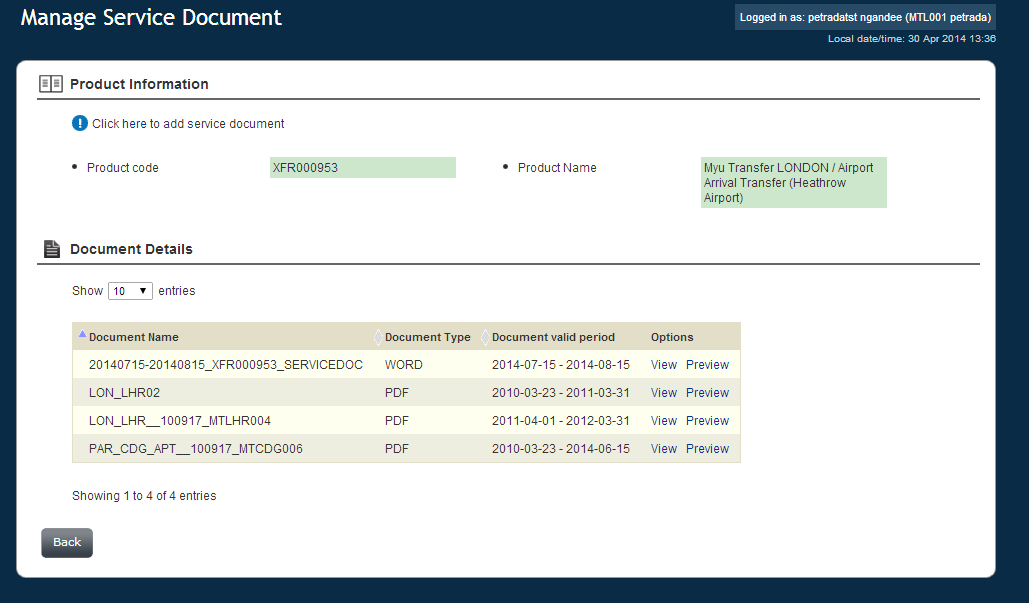 Manage Service Document
Logged in as: petradatst ngandee (MTL001 petrada)
Local date/time: 30 Apr 2014 13:36
Product Information
! Click here to add service document
• Product code XFR000953 • Product Name Myu Transfer LONDON / Airport
Arrival Transfer (Heathrow
Airport)
Document Details
Show 10 entries
Document Name Document Type Document valid period Options
20140715-20140815_XFR000953_SERVICEDOC WORD 2014-07-15 - 2014-08-15 View Preview
LON_LHR02 PDF 2010-03-23 - 2011-03-31 View Preview
LON_LHR__100917_MTLHR004 PDF 2011-04-01 - 2012-03-31 View Preview
PAR_CDG_APT__100917_MTCDG006 PDF 2010-03-23 - 2014-06-15 View Preview
Showing 1 to 4 of 4 entries
Back